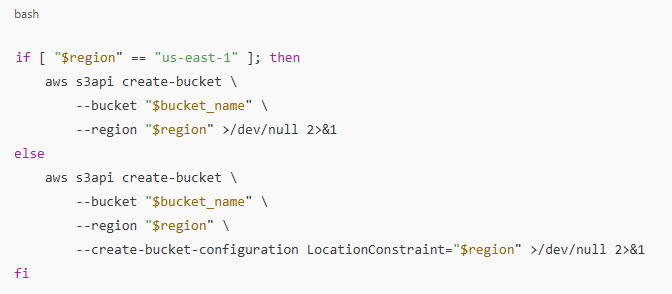 bash
if [ "$region" == "us-east-1" ]; then
    aws s3api create-bucket \
        --bucket "$bucket_name" \
        --region "$region" >/dev/null 2>&1
else
    aws s3api create-bucket \
        --bucket "$bucket_name" \
        --region "$region" \
        --create-bucket-configuration LocationConstraint="$region" >/dev/null 2>&1
fi